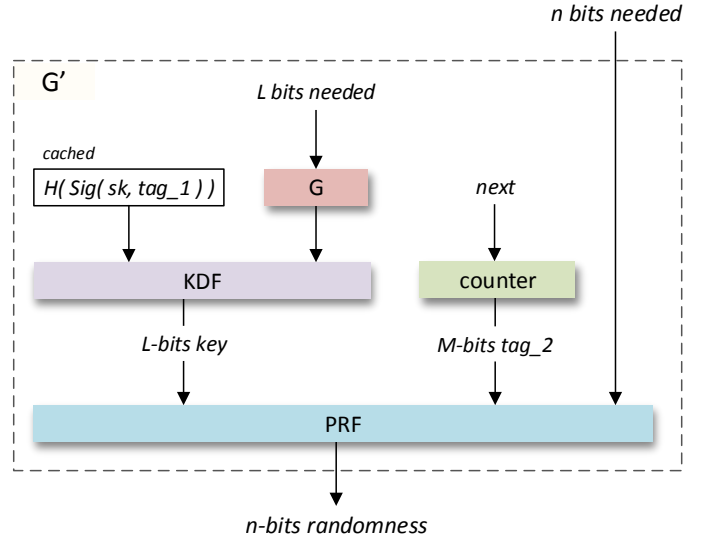 n bits needed
G’
L bits needed
cached
H( Sig( sk, tag_1 ) )
G
next
KDF
counter
L-bits key
M-bits tag_2
PRF
n-bits randomness